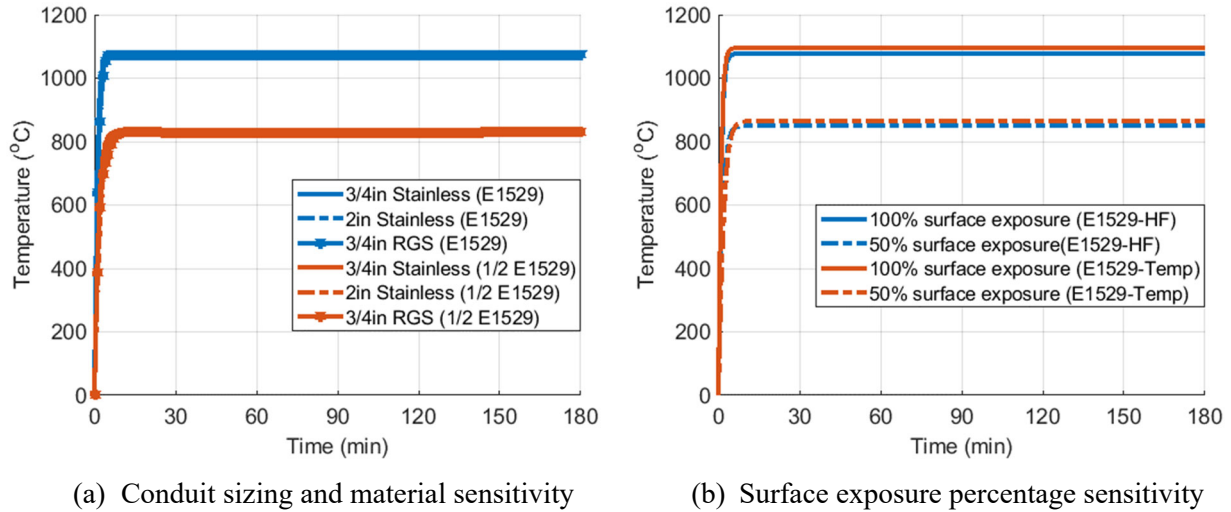 1200
1000
800
600
400
200
0
Temperature (°C)
3/4in Stainless (E1529)
2in Stainless (E1529)
3/4in RGS (E1529)
3/4in Stainless (1/2 E1529)
2in Stainless (1/2 E1529)
3/4in RGS (1/2 E1529)
0 30 60 90 120 150 180
Time (min)
(a) Conduit sizing and material sensitivity
1200
1000
800
600
400
200
0
Temperature (°C)
100% surface exposure (E1529-HF)
50% surface exposure(E1529-HF)
100% surface exposure (E1529-Temp)
50% surface exposure (E1529-Temp)
0 30 60 90 120 150 180
Time (min)
(b) Surface exposure percentage sensitivity